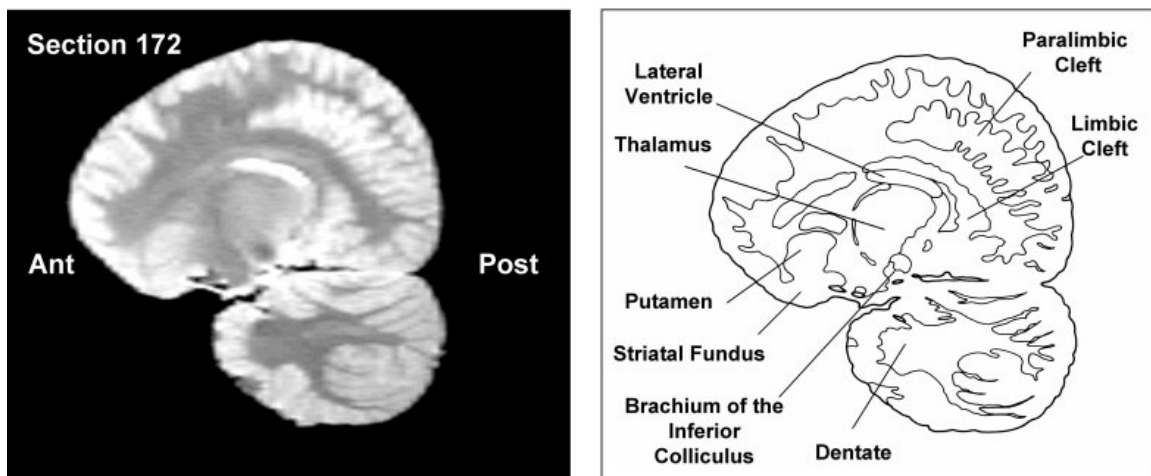 Section 172
Ant
Post
Lateral
Ventricle
Thalamus
Putamen
Striatal Fundus
Brachium of the
Inferior
Colliculus
Dentate
Paralimbic
Cleft
Limbic
Cleft